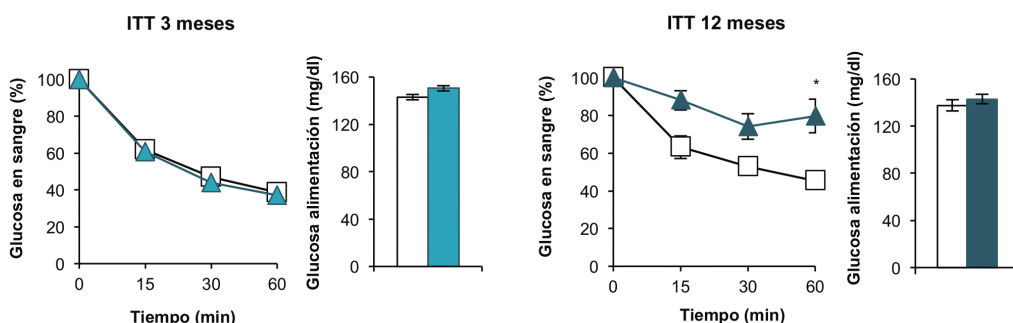 ITT 3 meses
Glucosa en sangre (%)
100
80
60
40
20
0
0 15 30 60
Tiempo (min)
Glucosa alimentación (mg/dl)
160
120
80
40
0
ITT 12 meses
Glucosa en sangre (%)
100
80
60
40
20
0
*
0 15 30 60
Tiempo (min)
Glucosa alimentación (mg/dl)
160
120
80
40
0